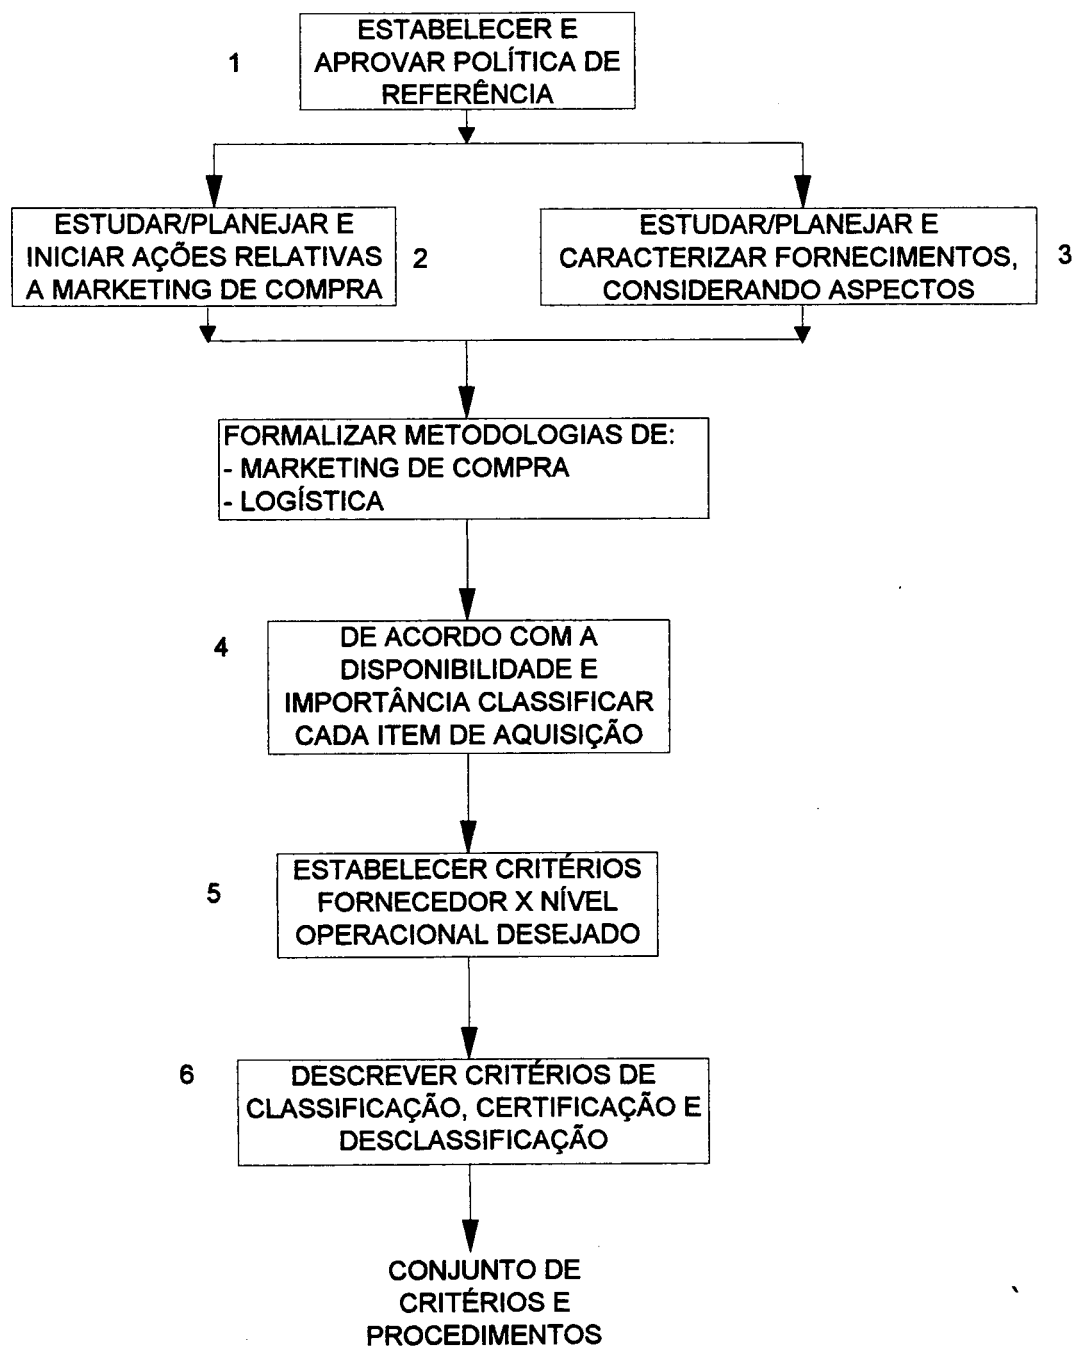 1
ESTABELECER E
APROVAR POLÍTICA DE
REFERÊNCIA
ESTUDAR/PLANEJAR E
INICIAR AÇÕES RELATIVAS
A MARKETING DE COMPRA
2
ESTUDAR/PLANEJAR E
CARACTERIZAR FORNECIMENTOS,
CONSIDERANDO ASPECTOS
3
FORMALIZAR METODOLOGIAS DE:
- MARKETING DE COMPRA
- LOGÍSTICA
4
DE ACORDO COM A
DISPONIBILIDADE E
IMPORTÂNCIA CLASSIFICAR
CADA ITEM DE AQUISIÇÃO
5
ESTABELECER CRITÉRIOS
FORNECEDOR X NÍVEL
OPERACIONAL DESEJADO
6
DESCREVER CRITÉRIOS DE
CLASSIFICAÇÃO, CERTIFICAÇÃO E
DESCLASSIFICAÇÃO
CONJUNTO DE
CRITÉRIOS E
PROCEDIMENTOS